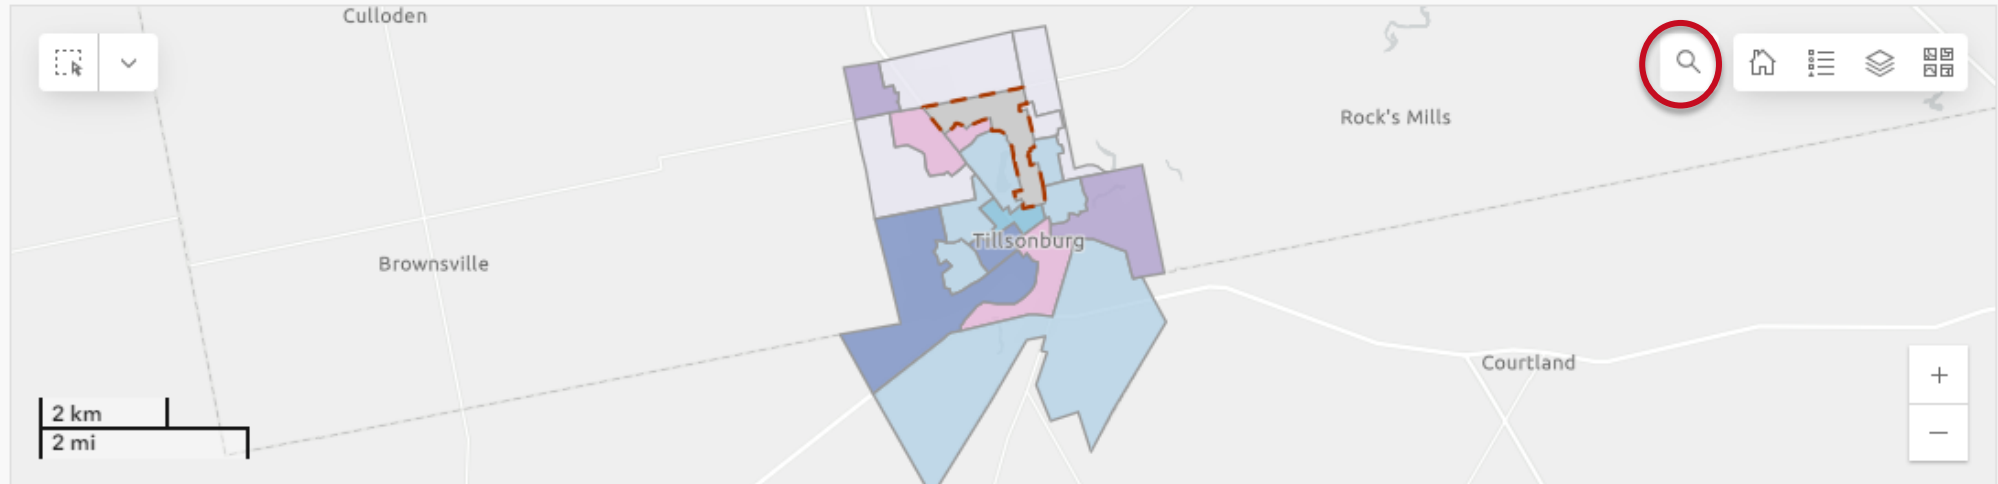 Culloden
Rock's Mills
Tillsonburg
Brownsville
Courtland
2 km
2 mi